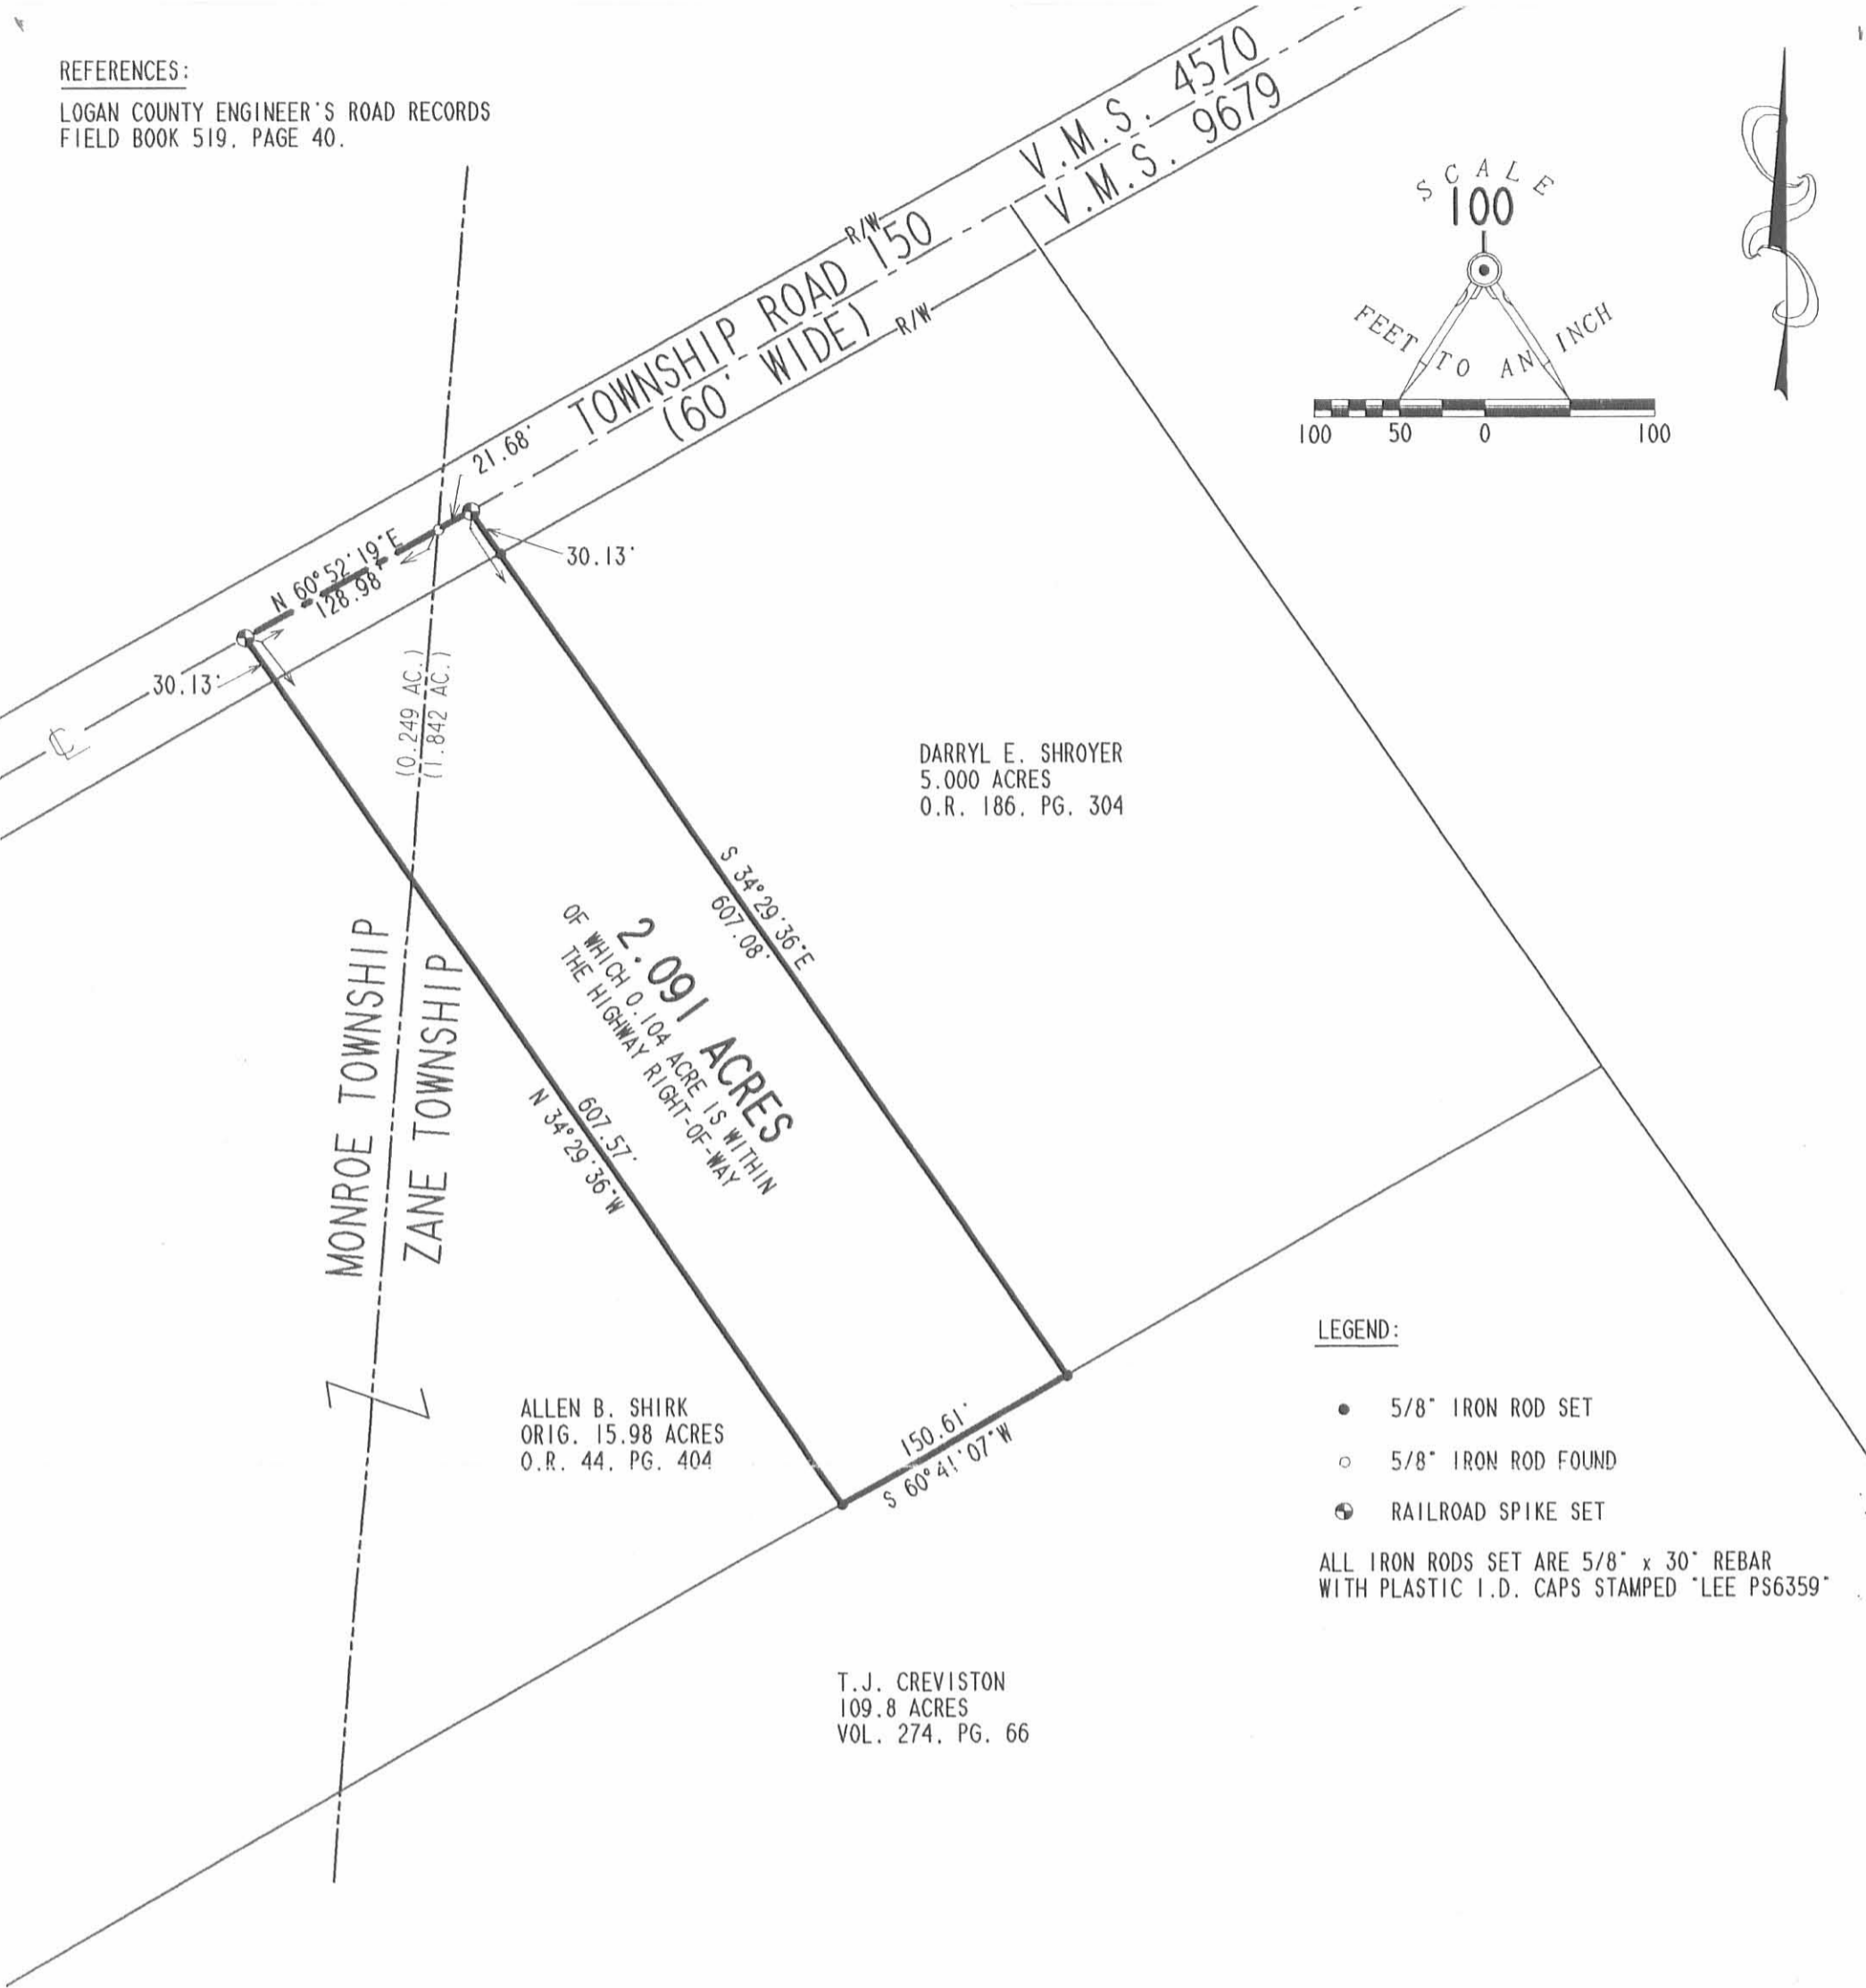 REFERENCES:
LOGAN COUNTY ENGINEER'S ROAD RECORDS
FIELD BOOK 519, PAGE 40.
V.M.S. 4570
V.M.S. 9679
SCALE
100
FEET TO AN INCH
100 50 0 100
R/W
TOWNSHIP ROAD 150
(60' WIDE)
R/W
21.68'
30.13'
N 60°52'19"E
128.98'
30.13'
℄
(0.249 AC.)
(1.842 AC.)
DARRYL E. SHROYER
5.000 ACRES
O.R. 186, PG. 304
S 34°29'36"E
607.08'
2.091 ACRES
OF WHICH 0.104 ACRE IS WITHIN
THE HIGHWAY RIGHT-OF-WAY
607.57'
N 34°29'36"W
MONROE TOWNSHIP
ZANE TOWNSHIP
ALLEN B. SHIRK
ORIG. 15.98 ACRES
O.R. 44, PG. 404
150.61'
S 60°41'07"W
LEGEND:
5/8" IRON ROD SET
5/8" IRON ROD FOUND
RAILROAD SPIKE SET
ALL IRON RODS SET ARE 5/8" x 30" REBAR
WITH PLASTIC I.D. CAPS STAMPED "LEE PS6359"
T.J. CREVISTON
109.8 ACRES
VOL. 274, PG. 66